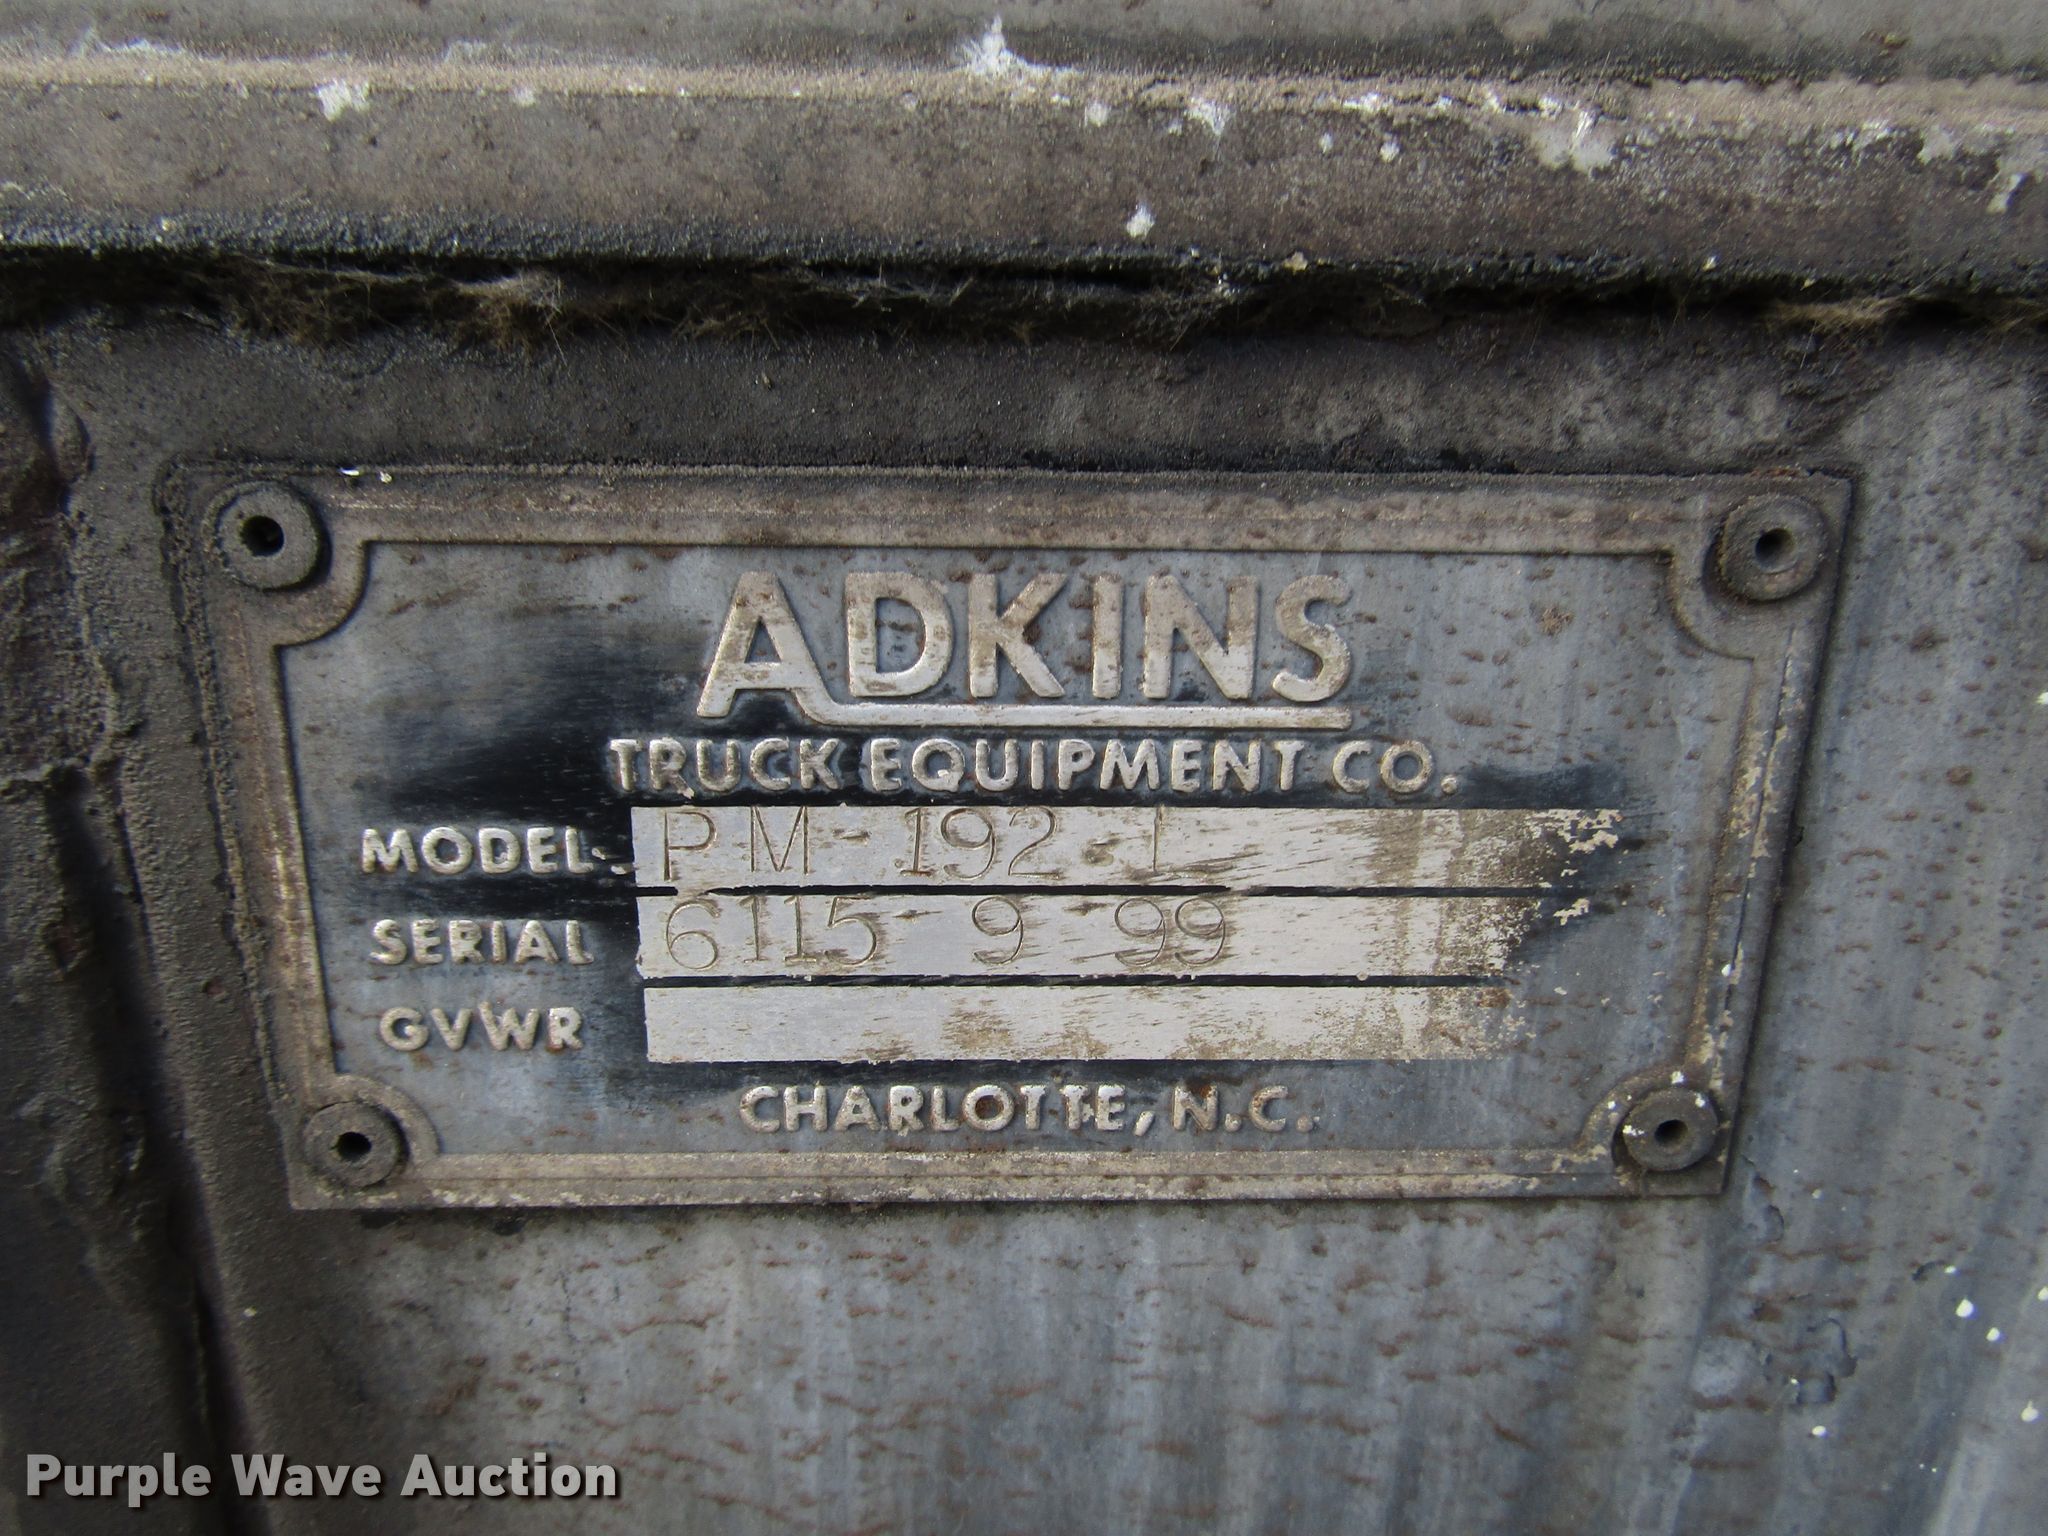 ADKINS
TRUCK EQUIPMENT CO.
MODEL PM-192-L
SERIAL 6115-9-99
GVWR
CHARLOTTE, N.C.
Purple Wave Auction